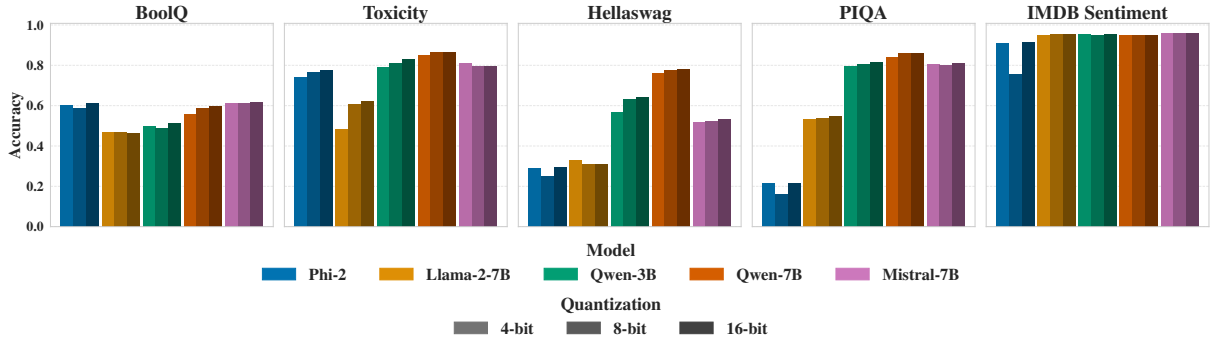 BoolQ Toxicity Hellaswag PIQA IMDB Sentiment
Accuracy
1.0
0.8
0.6
0.4
0.2
0.0
Model
Phi-2 Llama-2-7B Qwen-3B Qwen-7B Mistral-7B
Quantization
4-bit 8-bit 16-bit